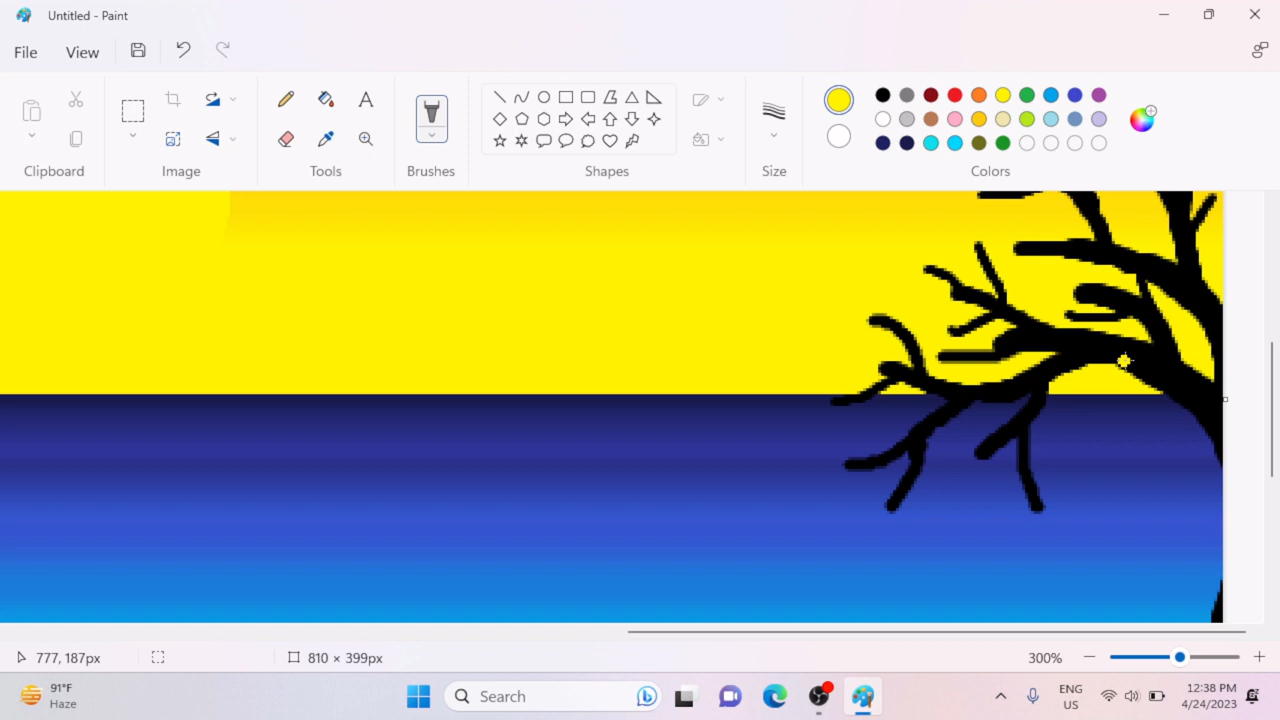 Untitled - Paint
File View
Clipboard Image Tools Brushes Shapes Size Colors
777, 187px 810 × 399px 300%
91°F
Haze
Search
ENG
US
12:38 PM
4/24/2023